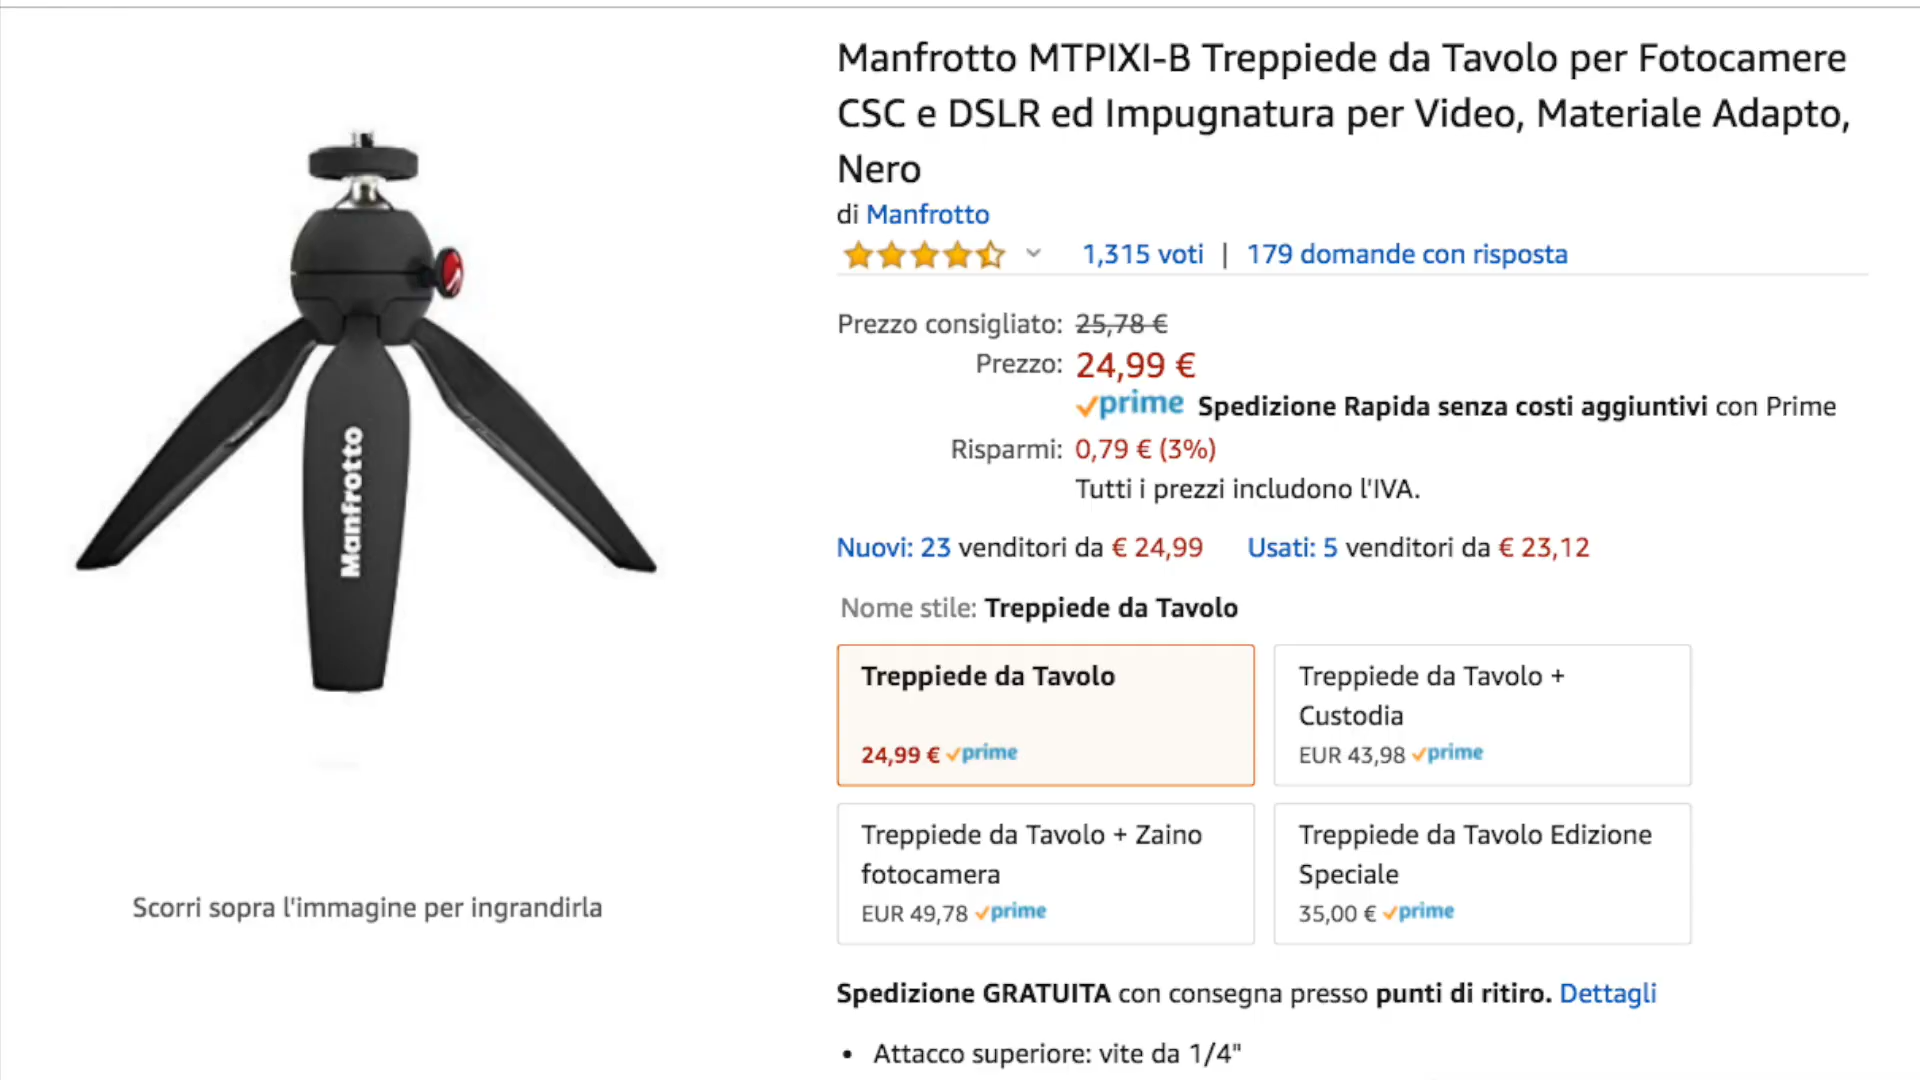 Manfrotto MTPIXI-B Treppiede da Tavolo per Fotocamere
CSC e DSLR ed Impugnatura per Video, Materiale Adapto,
Nero
di Manfrotto
1,315 voti | 179 domande con risposta
Prezzo consigliato: 25,78 €
Prezzo: 24,99 €
prime Spedizione Rapida senza costi aggiuntivi con Prime
Risparmi: 0,79 € (3%)
Tutti i prezzi includono l'IVA.
Nuovi: 23 venditori da € 24,99 Usati: 5 venditori da € 23,12
Nome stile: Treppiede da Tavolo
Treppiede da Tavolo
24,99 € prime
Treppiede da Tavolo +
Custodia
EUR 43,98 prime
Treppiede da Tavolo + Zaino
fotocamera
EUR 49,78 prime
Treppiede da Tavolo Edizione
Speciale
35,00 € prime
Spedizione GRATUITA con consegna presso punti di ritiro. Dettagli
• Attacco superiore: vite da 1/4"
Manfrotto
Scorri sopra l'immagine per ingrandirla